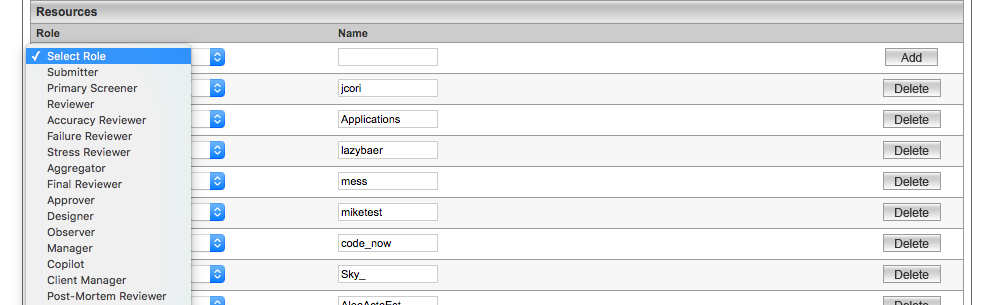 Resources
Role Name
✓ Select Role Add
Submitter
Primary Screener jcori Delete
Reviewer
Accuracy Reviewer Applications Delete
Failure Reviewer
Stress Reviewer lazybaer Delete
Aggregator
Final Reviewer mess Delete
Approver
Designer miketest Delete
Observer
Manager code_now Delete
Copilot
Client Manager Sky_ Delete
Post-Mortem Reviewer Delete